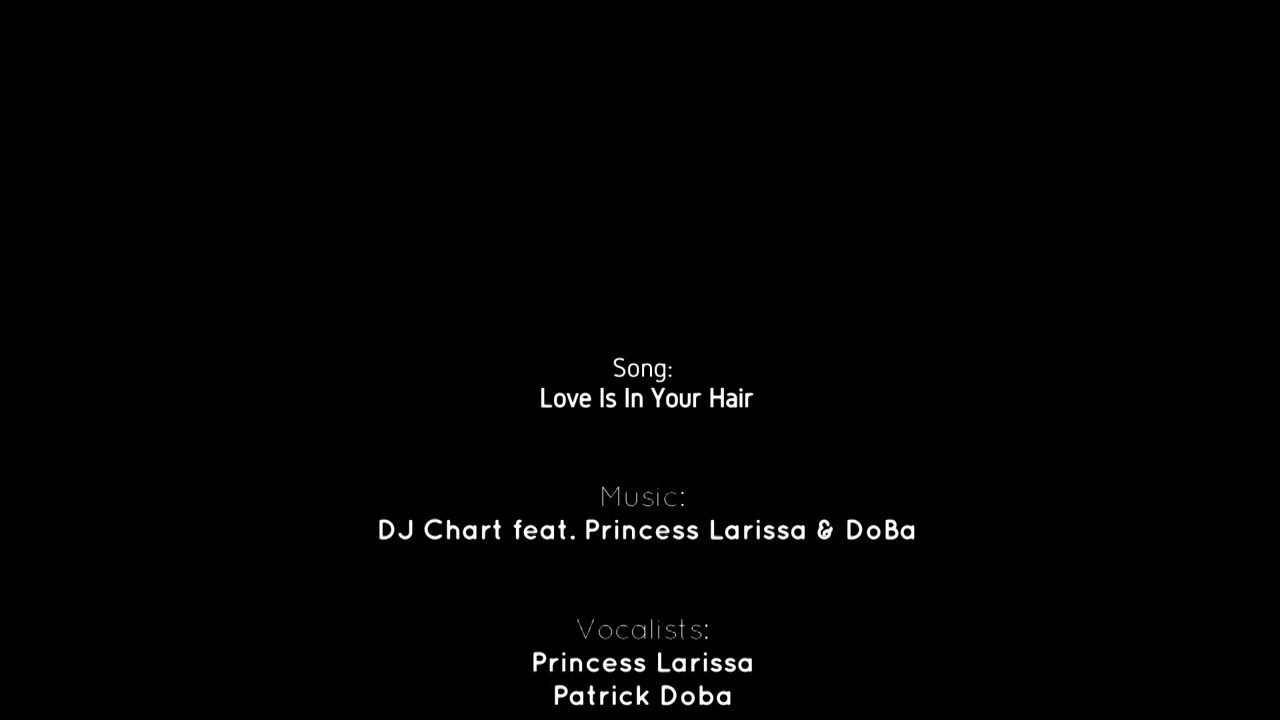 Song:
Love Is In Your Hair
Music:
DJ Chart feat. Princess Larissa & DoBa
Vocalists:
Princess Larissa
Patrick Doba